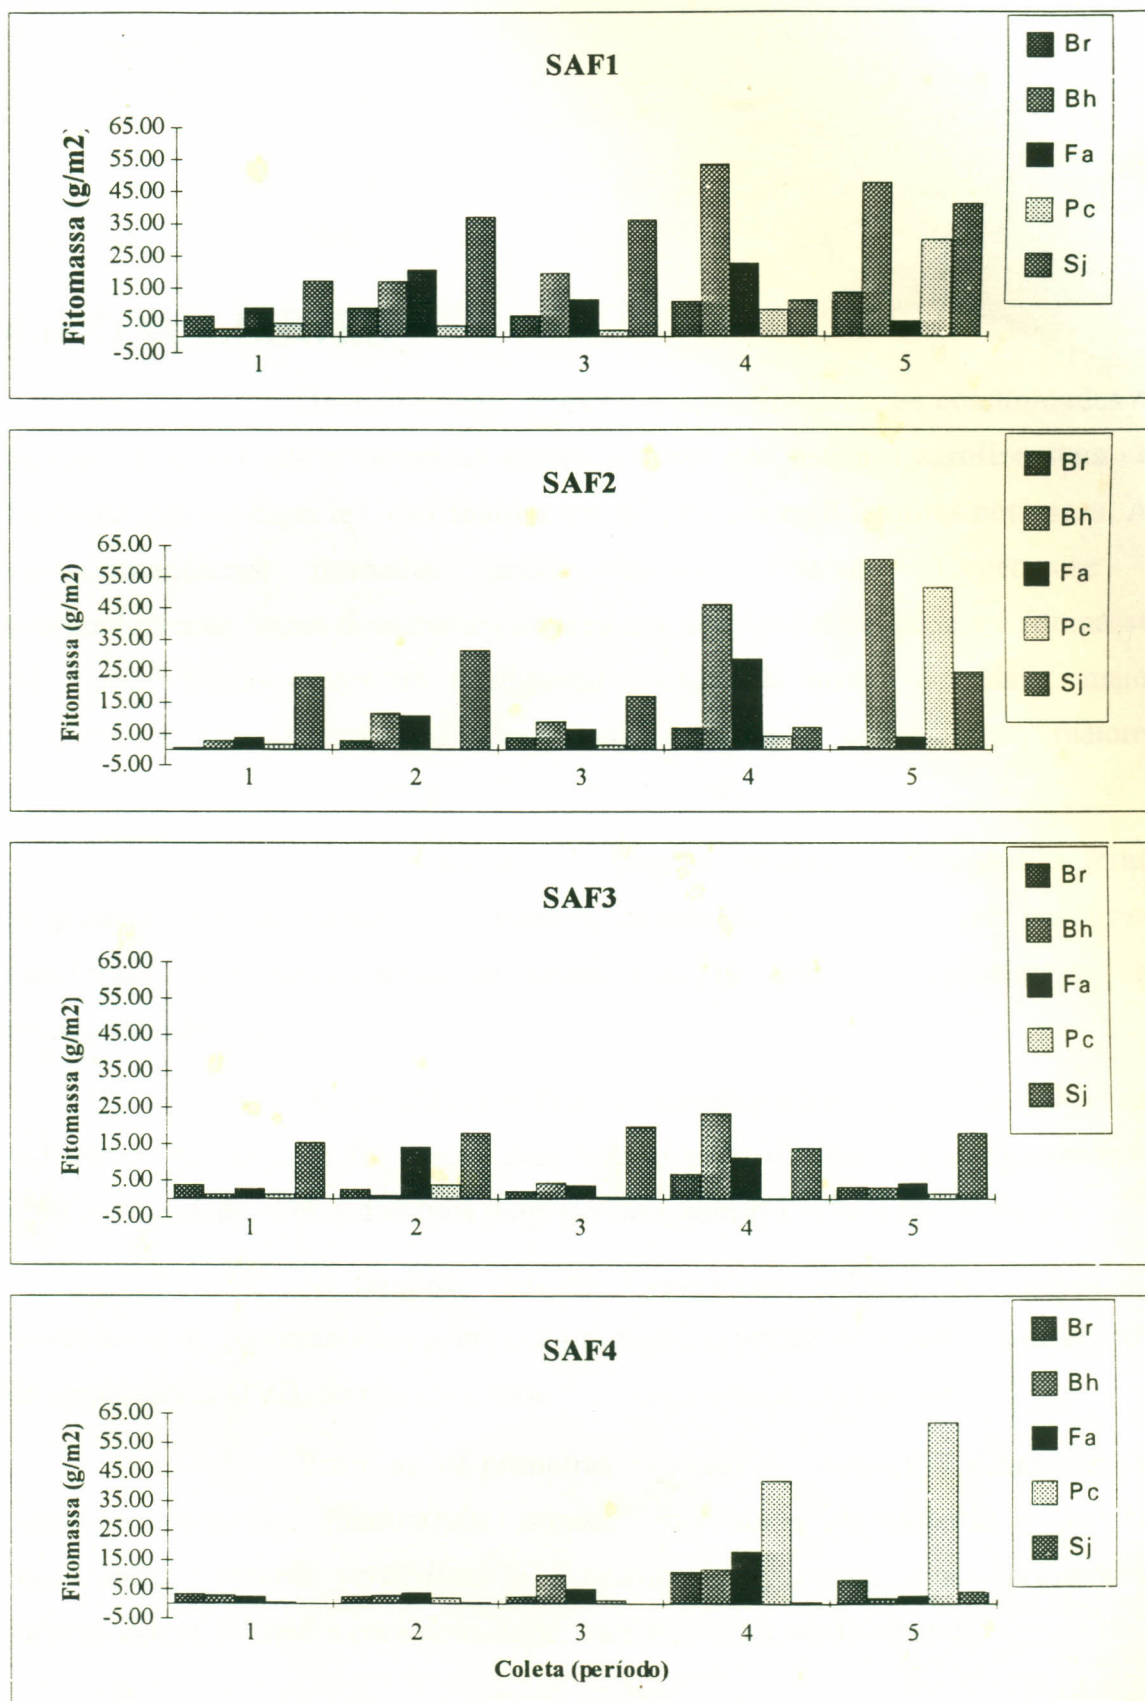 SAF1
Fitomassa (g/m2)
65.00
55.00
45.00
35.00
25.00
15.00
5.00
-5.00
1
3
4
5
Br
Bh
Fa
Pc
Sj
SAF2
Fitomassa (g/m2)
65.00
55.00
45.00
35.00
25.00
15.00
5.00
-5.00
1
2
3
4
5
Br
Bh
Fa
Pc
Sj
SAF3
Fitomassa (g/m2)
65.00
55.00
45.00
35.00
25.00
15.00
5.00
-5.00
1
2
3
4
5
Br
Bh
Fa
Pc
Sj
SAF4
Fitomassa (g/m2)
65.00
55.00
45.00
35.00
25.00
15.00
5.00
-5.00
1
2
3
4
5
Coleta (período)
Br
Bh
Fa
Pc
Sj